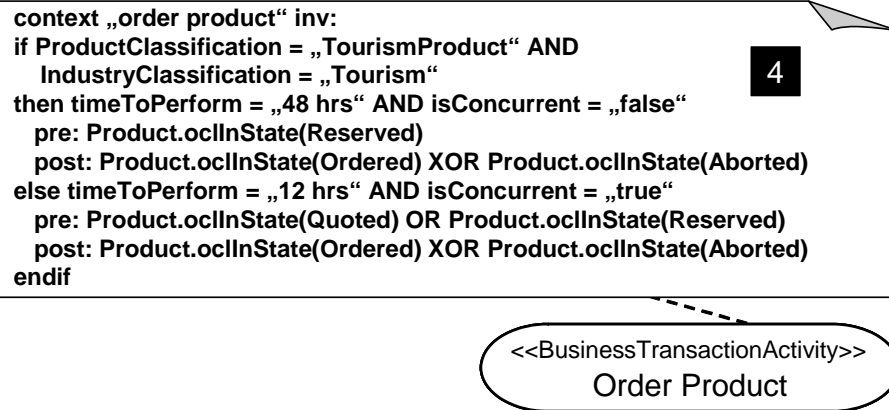 context „order product“ inv:
if ProductClassification = „TourismProduct“ AND
IndustryClassification = „Tourism“
4
then timeToPerform = „48 hrs“ AND isConcurrent = „false“
pre: Product.oclInState(Reserved)
post: Product.oclInState(Ordered) XOR Product.oclInState(Aborted)
else timeToPerform = „12 hrs“ AND isConcurrent = „true“
pre: Product.oclInState(Quoted) OR Product.oclInState(Reserved)
post: Product.oclInState(Ordered) XOR Product.oclInState(Aborted)
endif
<<BusinessTransactionActivity>>
Order Product